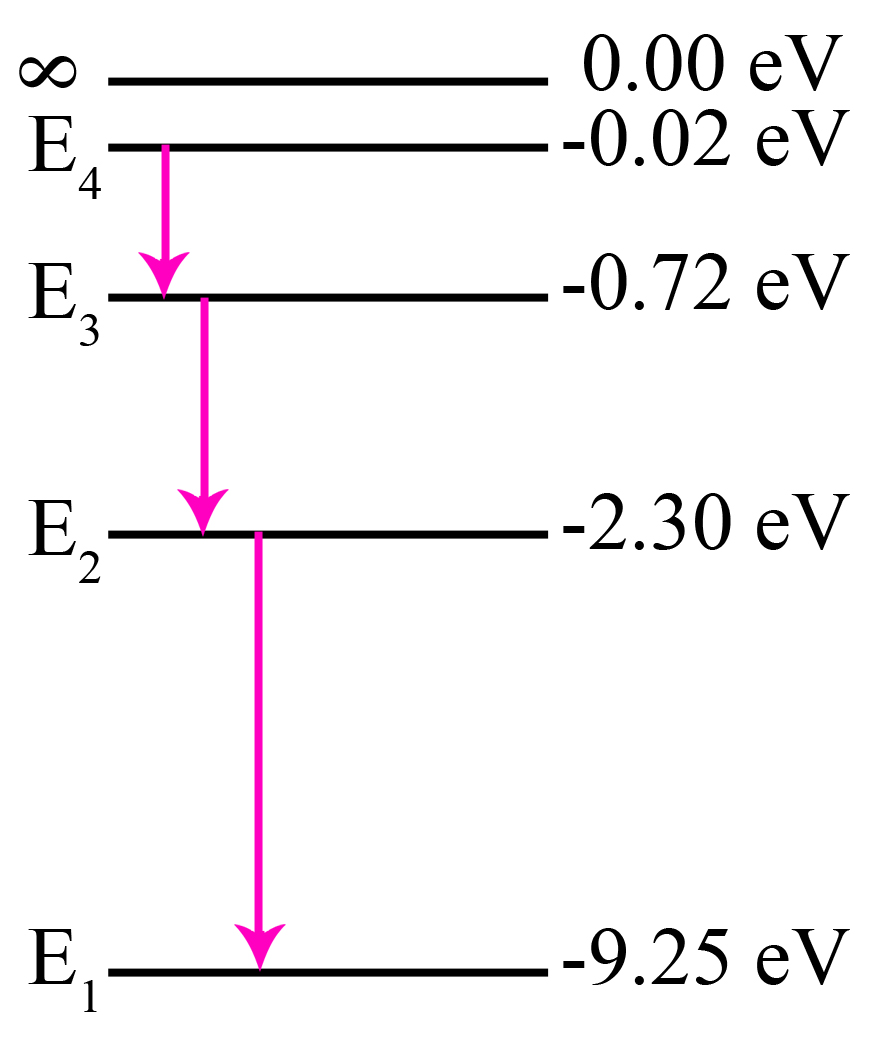 ∞ 0.00 eV
E₄ -0.02 eV
E₃ -0.72 eV
E₂ -2.30 eV
E₁ -9.25 eV